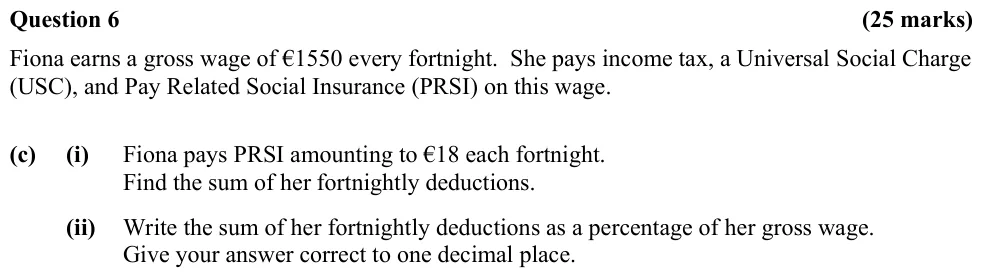 Question 6 (25 marks)
Fiona earns a gross wage of €1550 every fortnight. She pays income tax, a Universal Social Charge
(USC), and Pay Related Social Insurance (PRSI) on this wage.
(c) (i) Fiona pays PRSI amounting to €18 each fortnight.
Find the sum of her fortnightly deductions.
(ii) Write the sum of her fortnightly deductions as a percentage of her gross wage.
Give your answer correct to one decimal place.